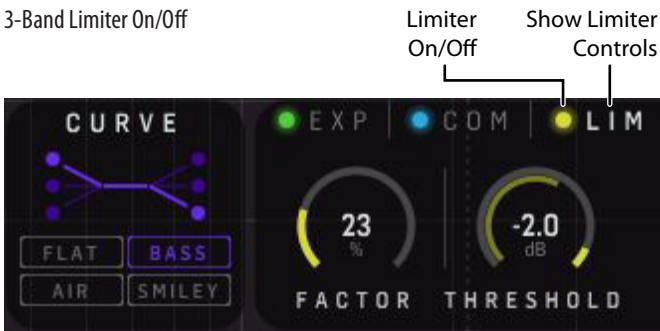 3-Band Limiter On/Off
Limiter On/Off
Show Limiter Controls
CURVE
FLAT
BASS
AIR
SMILEY
EXP
COM
LIM
23
%
FACTOR
-2.0
dB
THRESHOLD